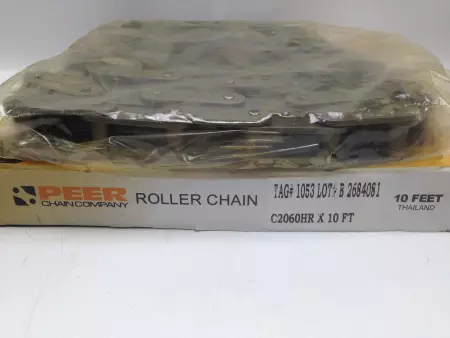 PEER
CHAIN COMPANY
ROLLER CHAIN
TAG# 1053 LOT# B 2684081
C2060HR X 10 FT
10 FEET
THAILAND